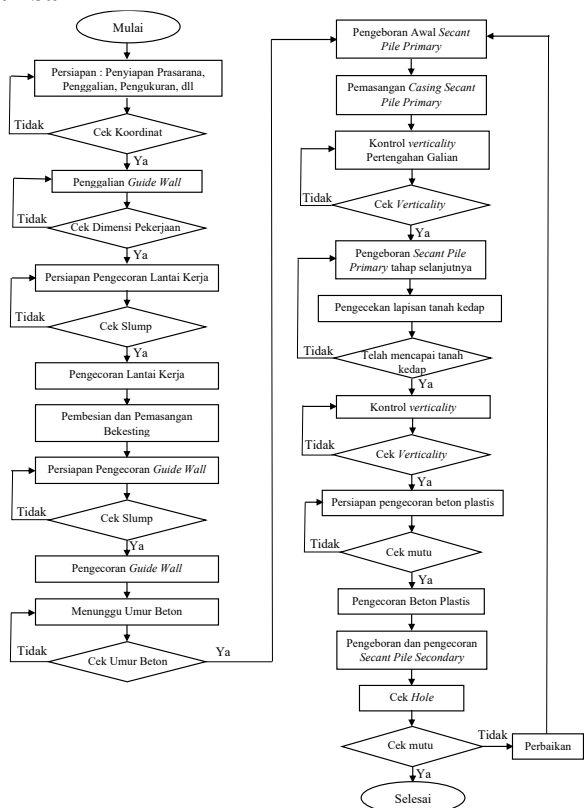 Mulai
Persiapan : Penyiapan Prasarana,
Penggalian, Pengukuran, dll
Tidak
Cek Koordinat
Ya
Penggalian Guide Wall
Tidak
Cek Dimensi Pekerjaan
Ya
Persiapan Pengecoran Lantai Kerja
Tidak
Cek Slump
Ya
Pengecoran Lantai Kerja
Pembesian dan Pemasangan
Bekesting
Persiapan Pengecoran Guide Wall
Tidak
Cek Slump
Ya
Pengecoran Guide Wall
Menunggu Umur Beton
Tidak
Cek Umur Beton
Ya
Pengeboran Awal Secant
Pile Primary
Pemasangan Casing Secant
Pile Primary
Kontrol verticality
Pertengahan Galian
Tidak
Cek Verticality
Ya
Pengeboran Secant Pile
Primary tahap selanjutnya
Pengecekan lapisan tanah kedap
Tidak
Telah mencapai tanah
kedap
Ya
Kontrol verticality
Tidak
Cek Verticality
Ya
Persiapan pengecoran beton plastis
Tidak
Cek mutu
Ya
Pengecoran Beton Plastis
Pengeboran dan pengecoran
Secant Pile Secondary
Cek Hole
Cek mutu
Tidak
Perbaikan
Ya
Selesai